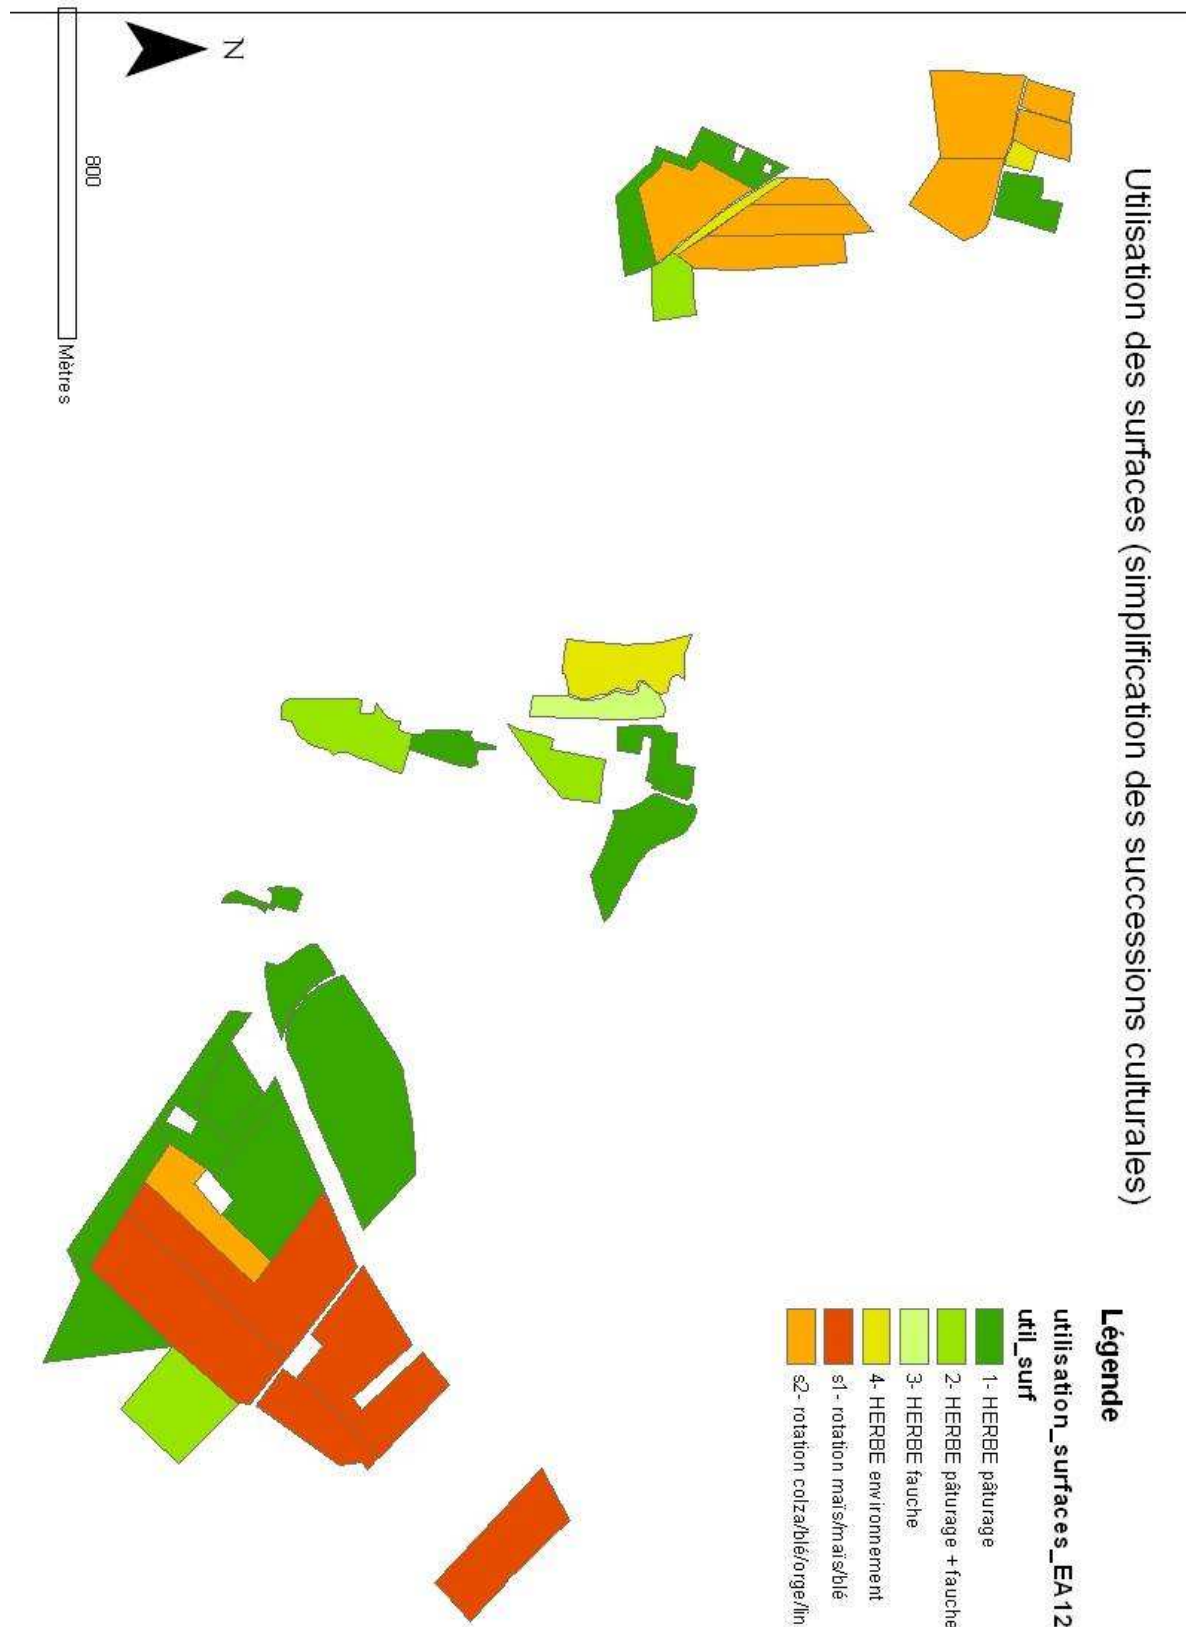 Utilisation des surfaces (simplification des successions culturales)
N
800
Mètres
Légende
utilisation_surfaces_EA12
util_surf
1- HERBE pâturage
2- HERBE pâturage + fauche
3- HERBE fauche
4- HERBE environnement
s1- rotation maïs/maïs/blé
s2- rotation colza/blé/orge/lin